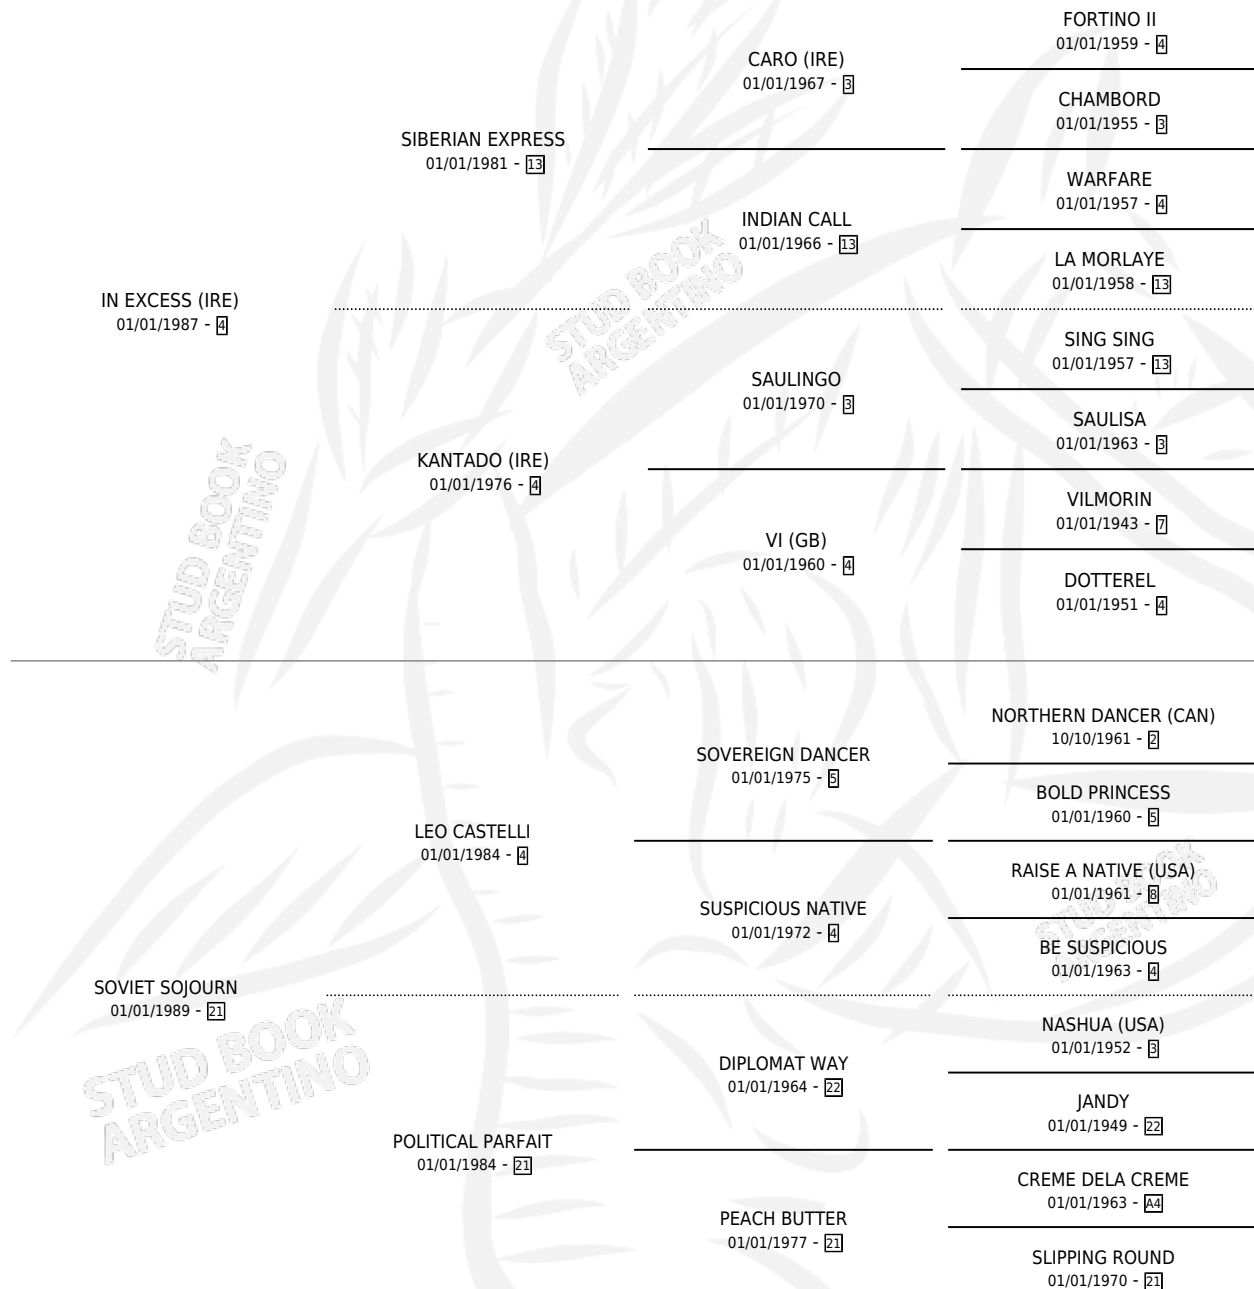 FORTINO II
01/01/1959 - 4
CARO (IRE)
01/01/1967 - 3
CHAMBORD
01/01/1955 - 3
SIBERIAN EXPRESS
01/01/1981 - 13
WARFARE
01/01/1957 - 4
INDIAN CALL
01/01/1966 - 13
LA MORLAYE
01/01/1958 - 13
IN EXCESS (IRE)
01/01/1987 - 4
SING SING
01/01/1957 - 13
SAULINGO
01/01/1970 - 3
SAULISA
01/01/1963 - 3
KANTADO (IRE)
01/01/1976 - 4
VILMORIN
01/01/1943 - 7
VI (GB)
01/01/1960 - 4
DOTTEREL
01/01/1951 - 4
NORTHERN DANCER (CAN)
10/10/1961 - 2
SOVEREIGN DANCER
01/01/1975 - 5
BOLD PRINCESS
01/01/1960 - 5
LEO CASTELLI
01/01/1984 - 4
RAISE A NATIVE (USA)
01/01/1961 - 8
SUSPICIOUS NATIVE
01/01/1972 - 4
BE SUSPICIOUS
01/01/1963 - 4
SOVIET SOJOURN
01/01/1989 - 21
NASHUA (USA)
01/01/1952 - 3
DIPLOMAT WAY
01/01/1964 - 22
JANDY
01/01/1949 - 22
POLITICAL PARFAIT
01/01/1984 - 21
CREME DELA CREME
01/01/1963 - A4
PEACH BUTTER
01/01/1977 - 21
SLIPPING ROUND
01/01/1970 - 21
STUD BOOK
ARGENTINO
STUD BOOK
ARGENTINO
STUD BOOK
ARGENTINO
STUD BOOK
ARGENTINO